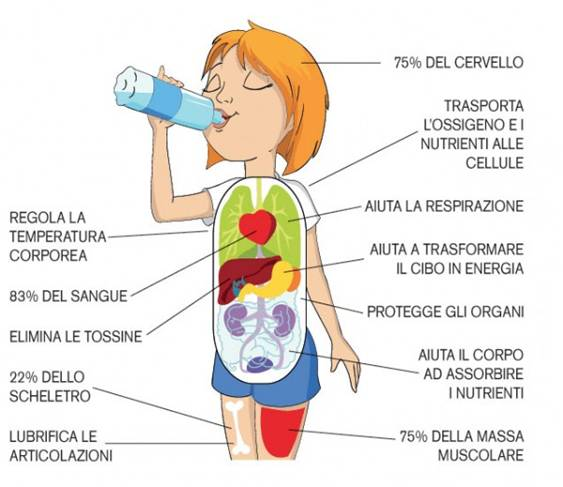 75% DEL CERVELLO
TRASPORTA
L'OSSIGENO E I
NUTRIENTI ALLE
CELLULE
AIUTA LA RESPIRAZIONE
AIUTA A TRASFORMARE
IL CIBO IN ENERGIA
PROTEGGE GLI ORGANI
AIUTA IL CORPO
AD ASSORBIRE
I NUTRIENTI
75% DELLA MASSA
MUSCOLARE
REGOLA LA
TEMPERATURA
CORPOREA
83% DEL SANGUE
ELIMINA LE TOSSINE
22% DELLO
SCHELETRO
LUBRIFICA LE
ARTICOLAZIONI